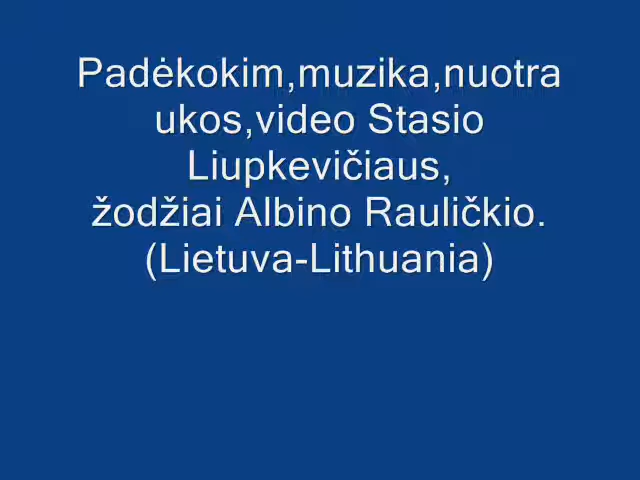 Padėkokim,muzika,nuotra
ukos,video Stasio
Liupkevičiaus,
žodžiai Albino Rauličkio.
(Lietuva-Lithuania)